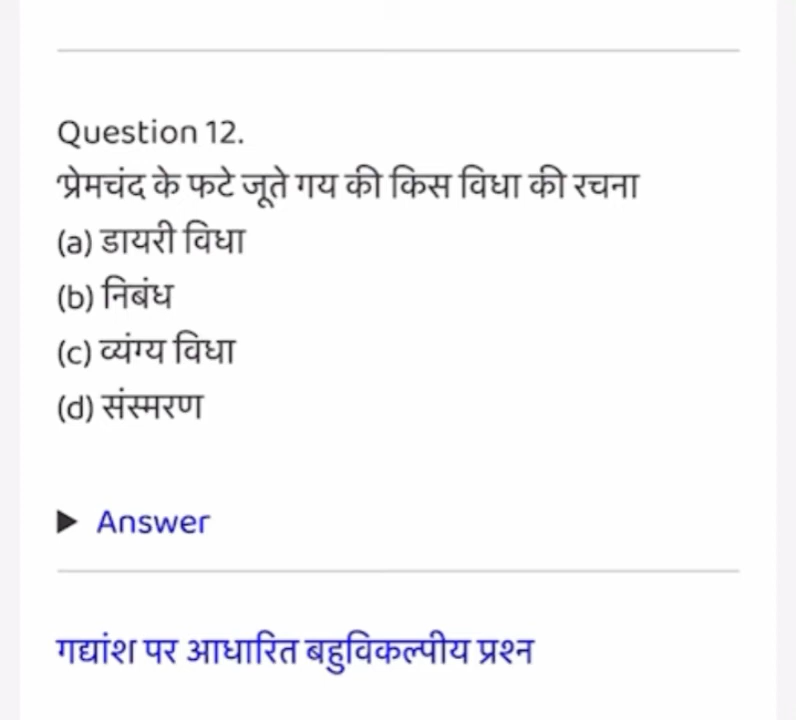 Question 12.
'प्रेमचंद के फटे जूते गय की किस विधा की रचना
(a) डायरी विधा
(b) निबंध
(c) व्यंग्य विधा
(d) संस्मरण
▶ Answer
गद्यांश पर आधारित बहुविकल्पीय प्रश्न